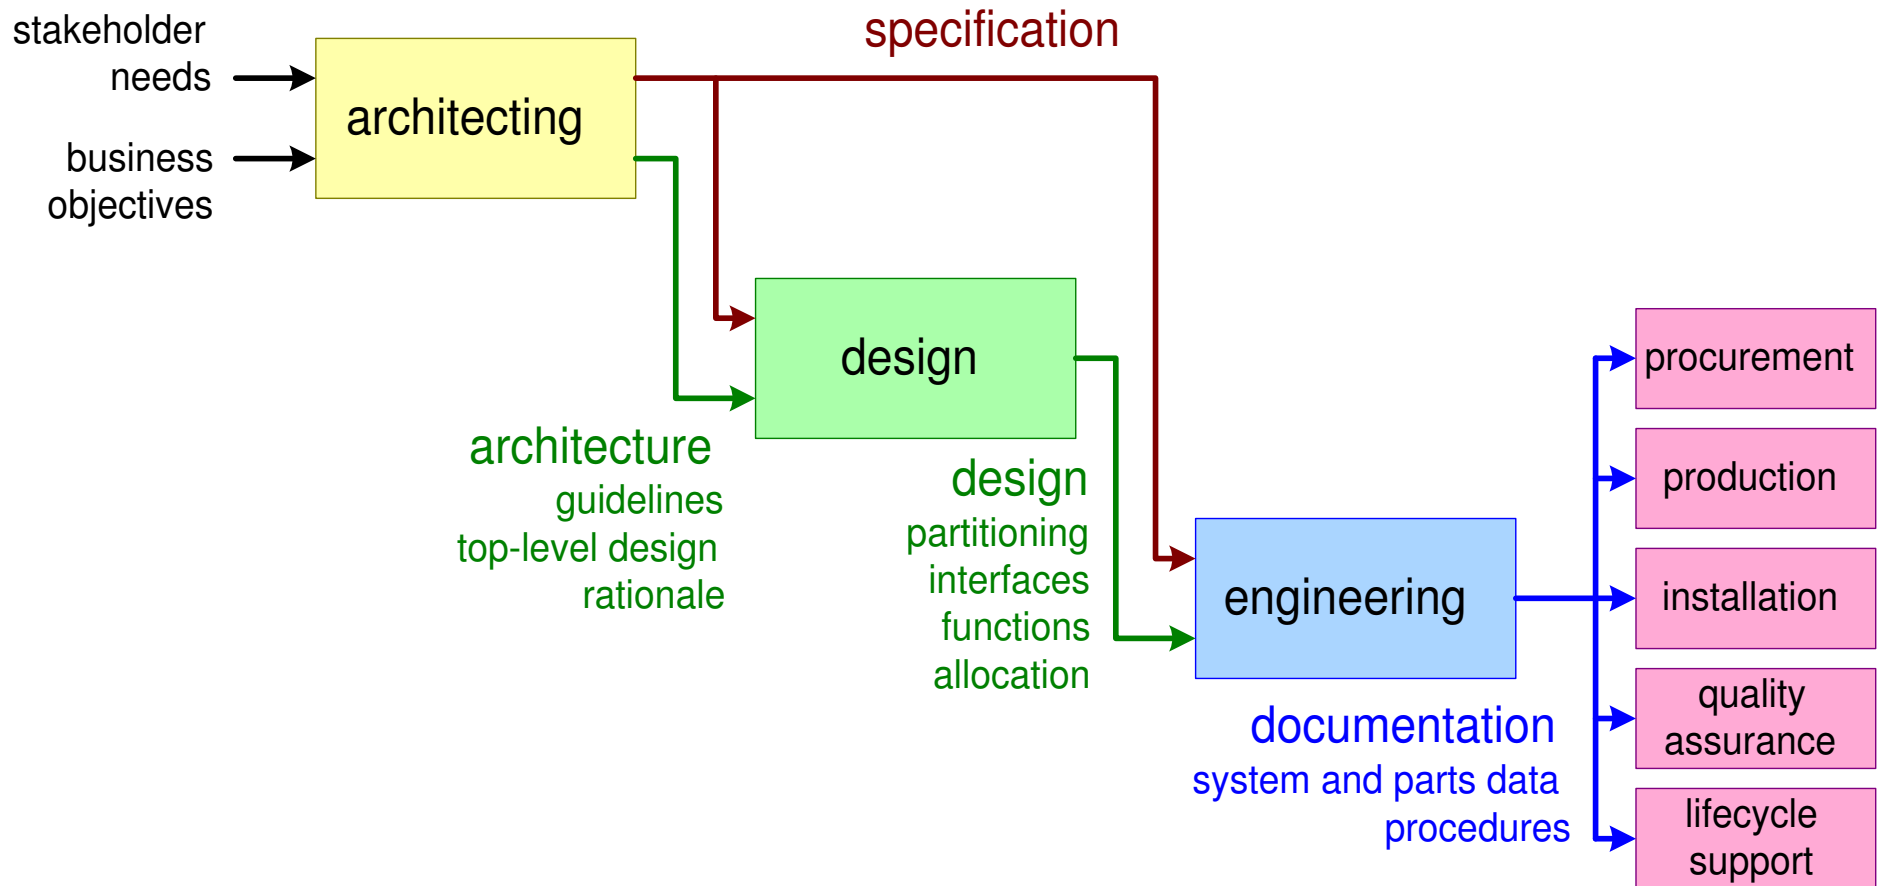 stakeholder
needs
business
objectives
architecting
specification
architecture
guidelines
top-level design
rationale
design
design
partitioning
interfaces
functions
allocation
engineering
documentation
system and parts data
procedures
procurement
production
installation
quality
assurance
lifecycle
support